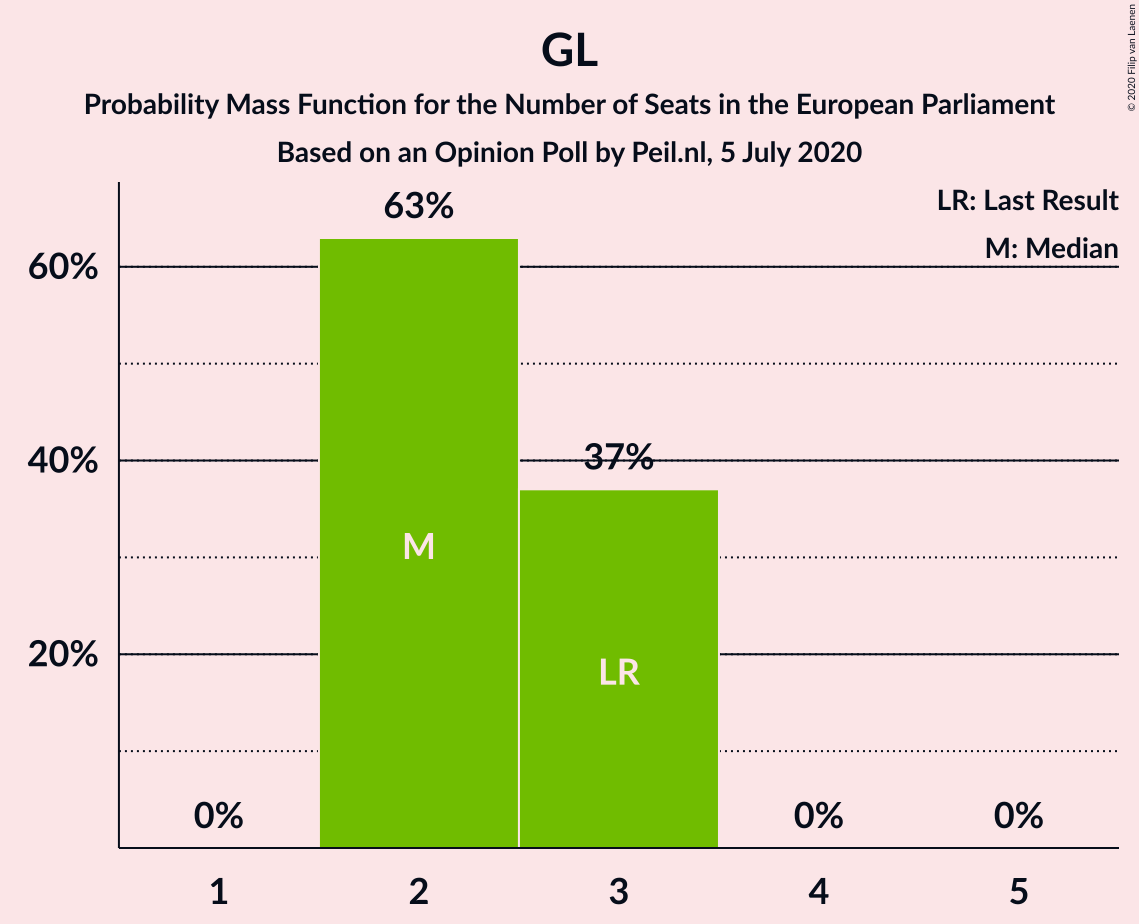 GL
Probability Mass Function for the Number of Seats in the European Parliament
Based on an Opinion Poll by Peil.nl, 5 July 2020
© 2020 Filip van Laenen
LR: Last Result
M: Median
63%
60%
40%
37%
20%
M
LR
0%
0%
0%
1
2
3
4
5